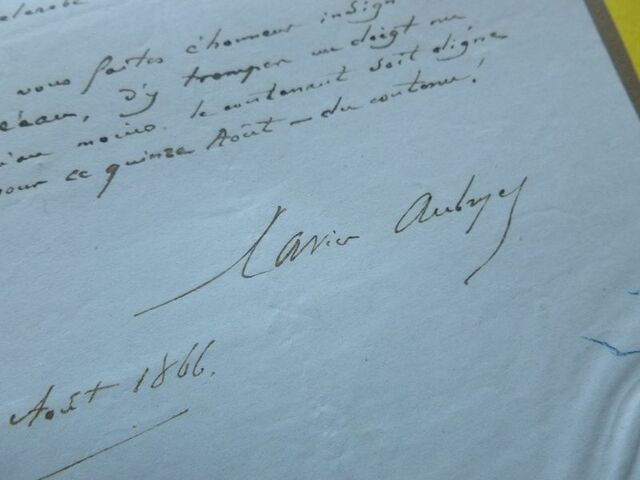 vous faites l'honneur insign
d'y tremper un doigt ou
moins le contenant soit digne
pour ce quinze Août — du contenu!
Xavier Aubryet
Août 1866.